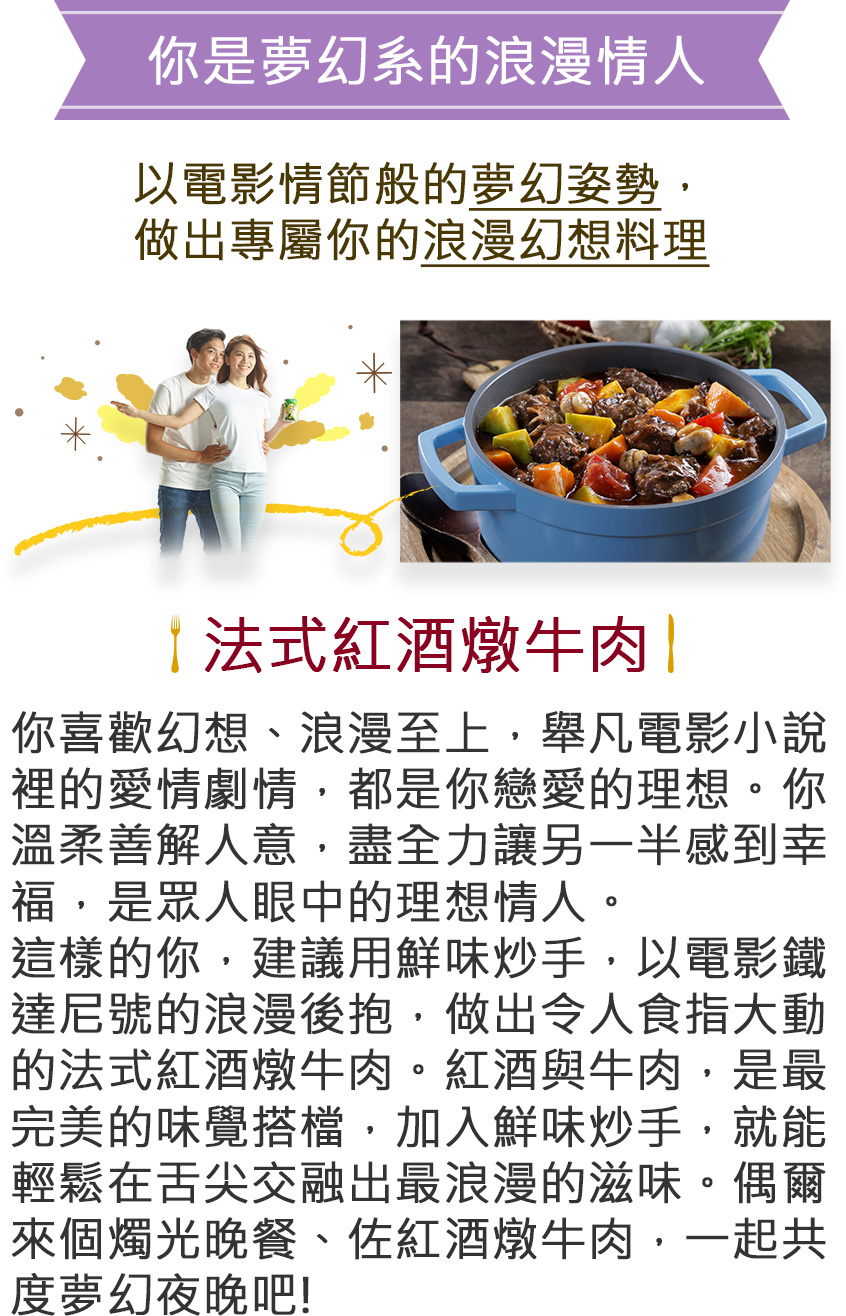 你是夢幻系的浪漫情人
以電影情節般的夢幻姿勢，
做出專屬你的浪漫幻想料理
法式紅酒燉牛肉
你喜歡幻想、浪漫至上，舉凡電影小說
裡的愛情劇情，都是你戀愛的理想。你
溫柔善解人意，盡全力讓另一半感到幸
福，是眾人眼中的理想情人。
這樣的你，建議用鮮味炒手，以電影鐵
達尼號的浪漫後抱，做出令人食指大動
的法式紅酒燉牛肉。紅酒與牛肉，是最
完美的味覺搭檔，加入鮮味炒手，就能
輕鬆在舌尖交融出最浪漫的滋味。偶爾
來個燭光晚餐、佐紅酒燉牛肉，一起共
度夢幻夜晚吧!